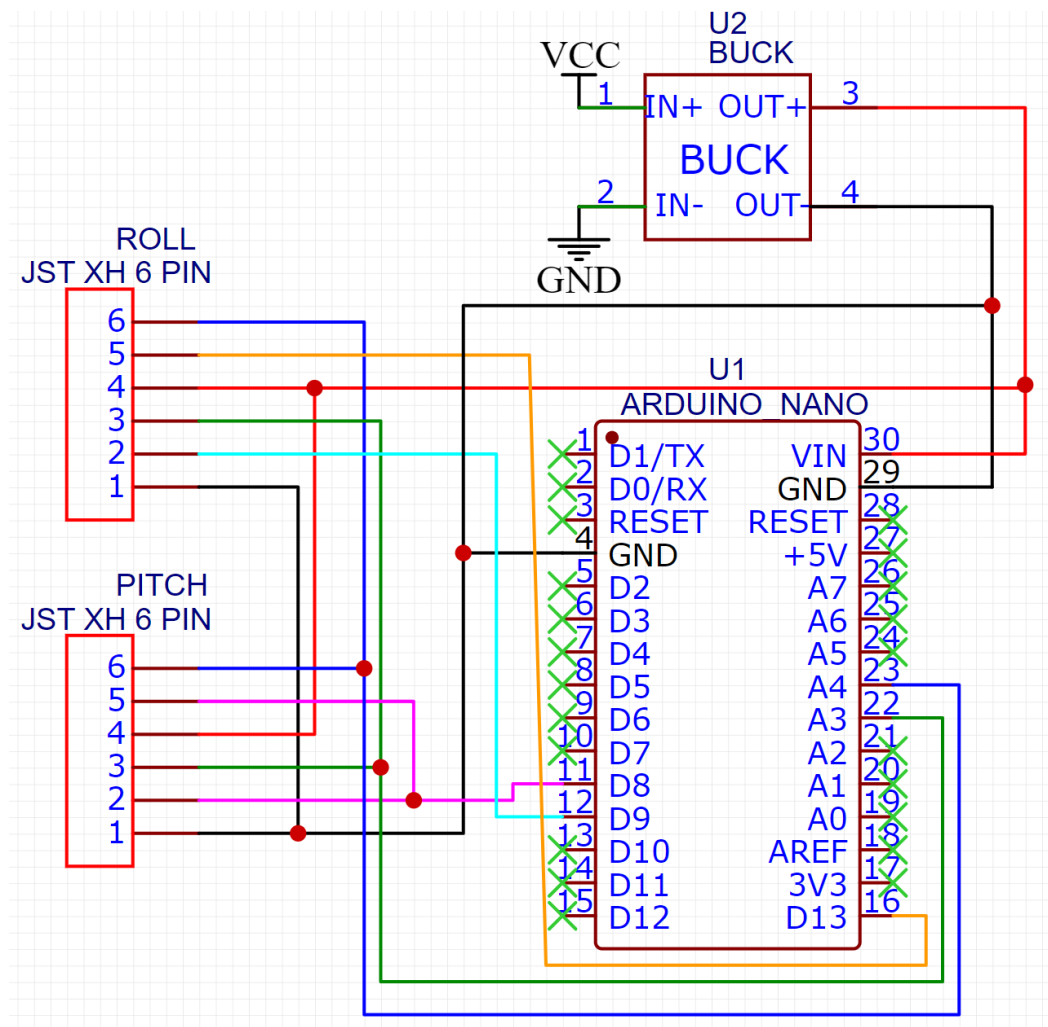 U2
BUCK
VCC
1
IN+
OUT+
3
BUCK
2
IN-
OUT-
4
GND
ROLL
JST XH 6 PIN
6
5
4
3
2
1
PITCH
JST XH 6 PIN
6
5
4
3
2
1
U1
ARDUINO_NANO
1 D1/TX VIN 30
2 D0/RX GND 29
3 RESET RESET 28
4 GND +5V 27
5 D2 A7 26
6 D3 A6 25
7 D4 A5 24
8 D5 A4 23
9 D6 A3 22
10 D7 A2 21
11 D8 A1 20
12 D9 A0 19
13 D10 AREF 18
14 D11 3V3 17
15 D12 D13 16